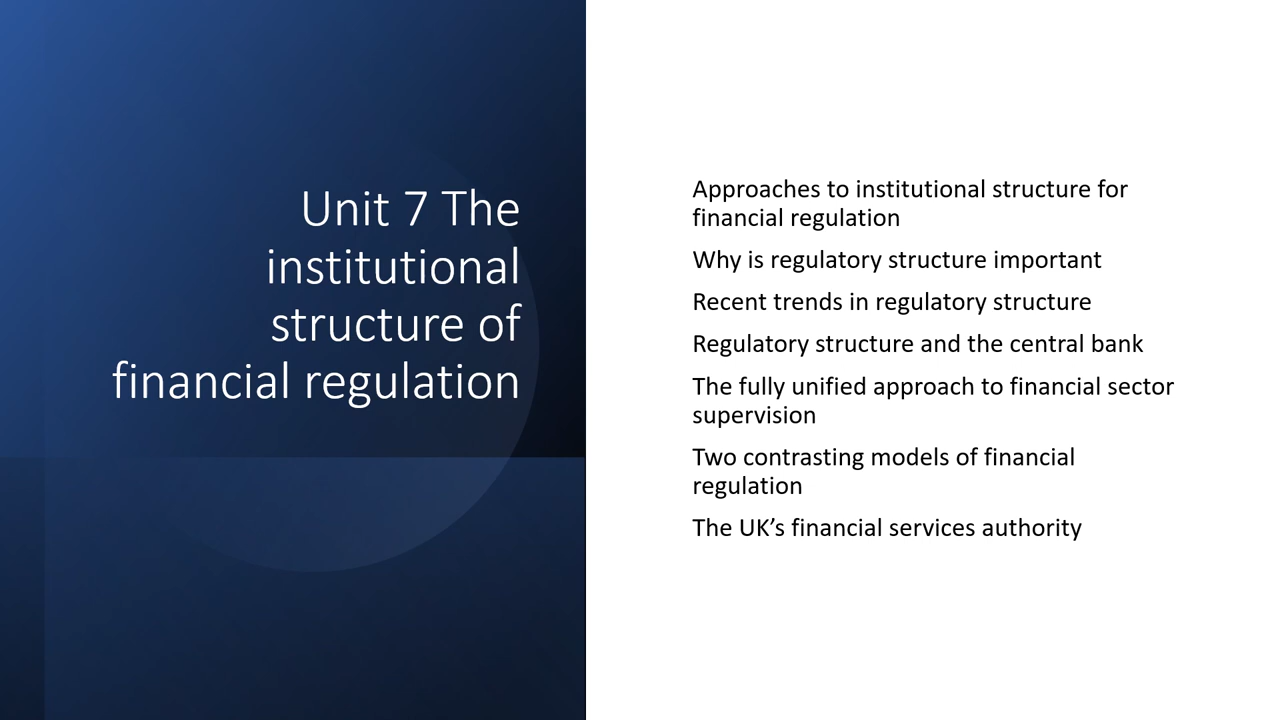 Unit 7 The
institutional
structure of
financial regulation
Approaches to institutional structure for
financial regulation
Why is regulatory structure important
Recent trends in regulatory structure
Regulatory structure and the central bank
The fully unified approach to financial sector
supervision
Two contrasting models of financial
regulation
The UK’s financial services authority